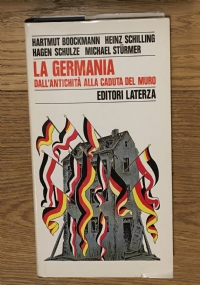 HARTMUT BOOCKMANN HEINZ SCHILLING
HAGEN SCHULZE MICHAEL STÜRMER
LA GERMANIA
DALL'ANTICHITÀ ALLA CADUTA DEL MURO
EDITORI LATERZA